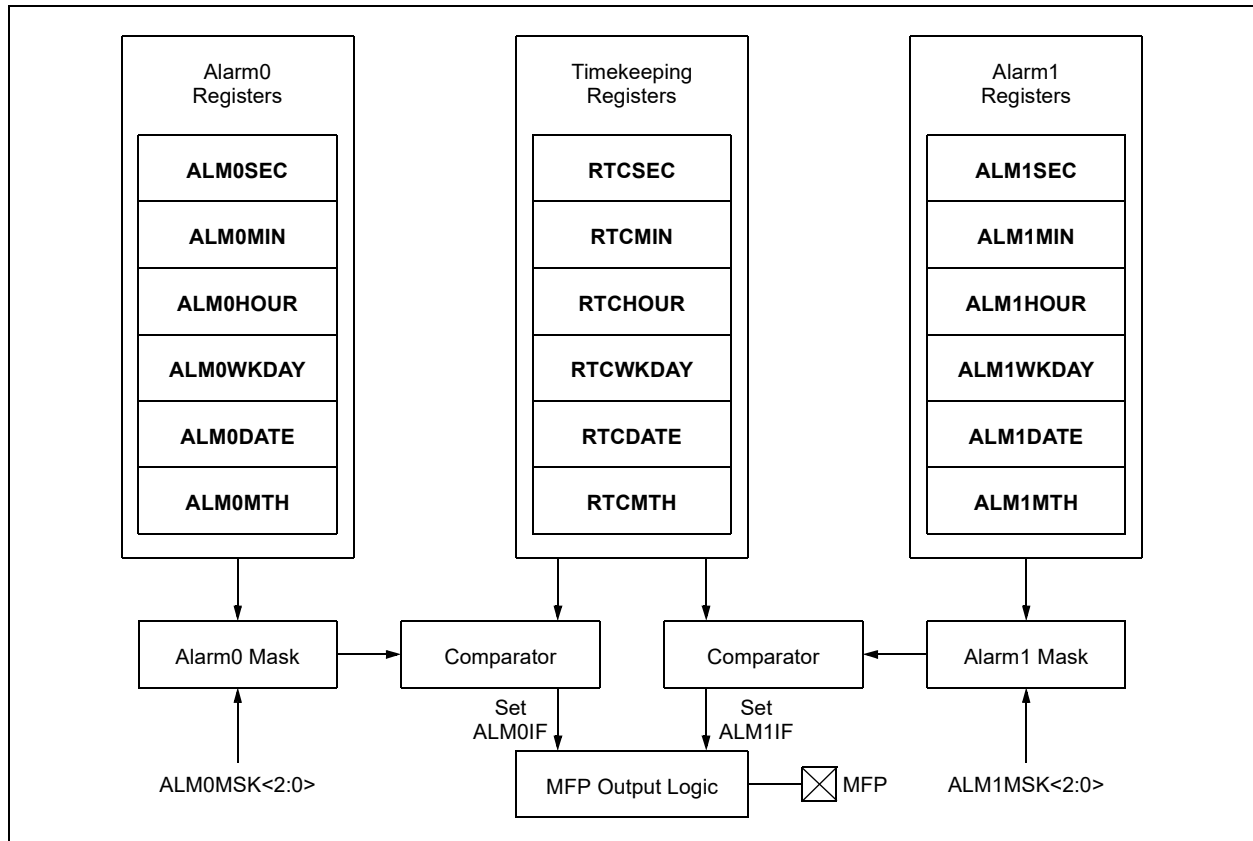 Alarm0
Registers
ALM0SEC
ALM0MIN
ALM0HOUR
ALM0WKDAY
ALM0DATE
ALM0MTH
Timekeeping
Registers
RTCSEC
RTCMIN
RTCHOUR
RTCWKDAY
RTCDATE
RTCMTH
Alarm1
Registers
ALM1SEC
ALM1MIN
ALM1HOUR
ALM1WKDAY
ALM1DATE
ALM1MTH
Alarm0 Mask
Comparator
Comparator
Alarm1 Mask
Set
ALM0IF
Set
ALM1IF
ALM0MSK<2:0>
MFP Output Logic
MFP
ALM1MSK<2:0>